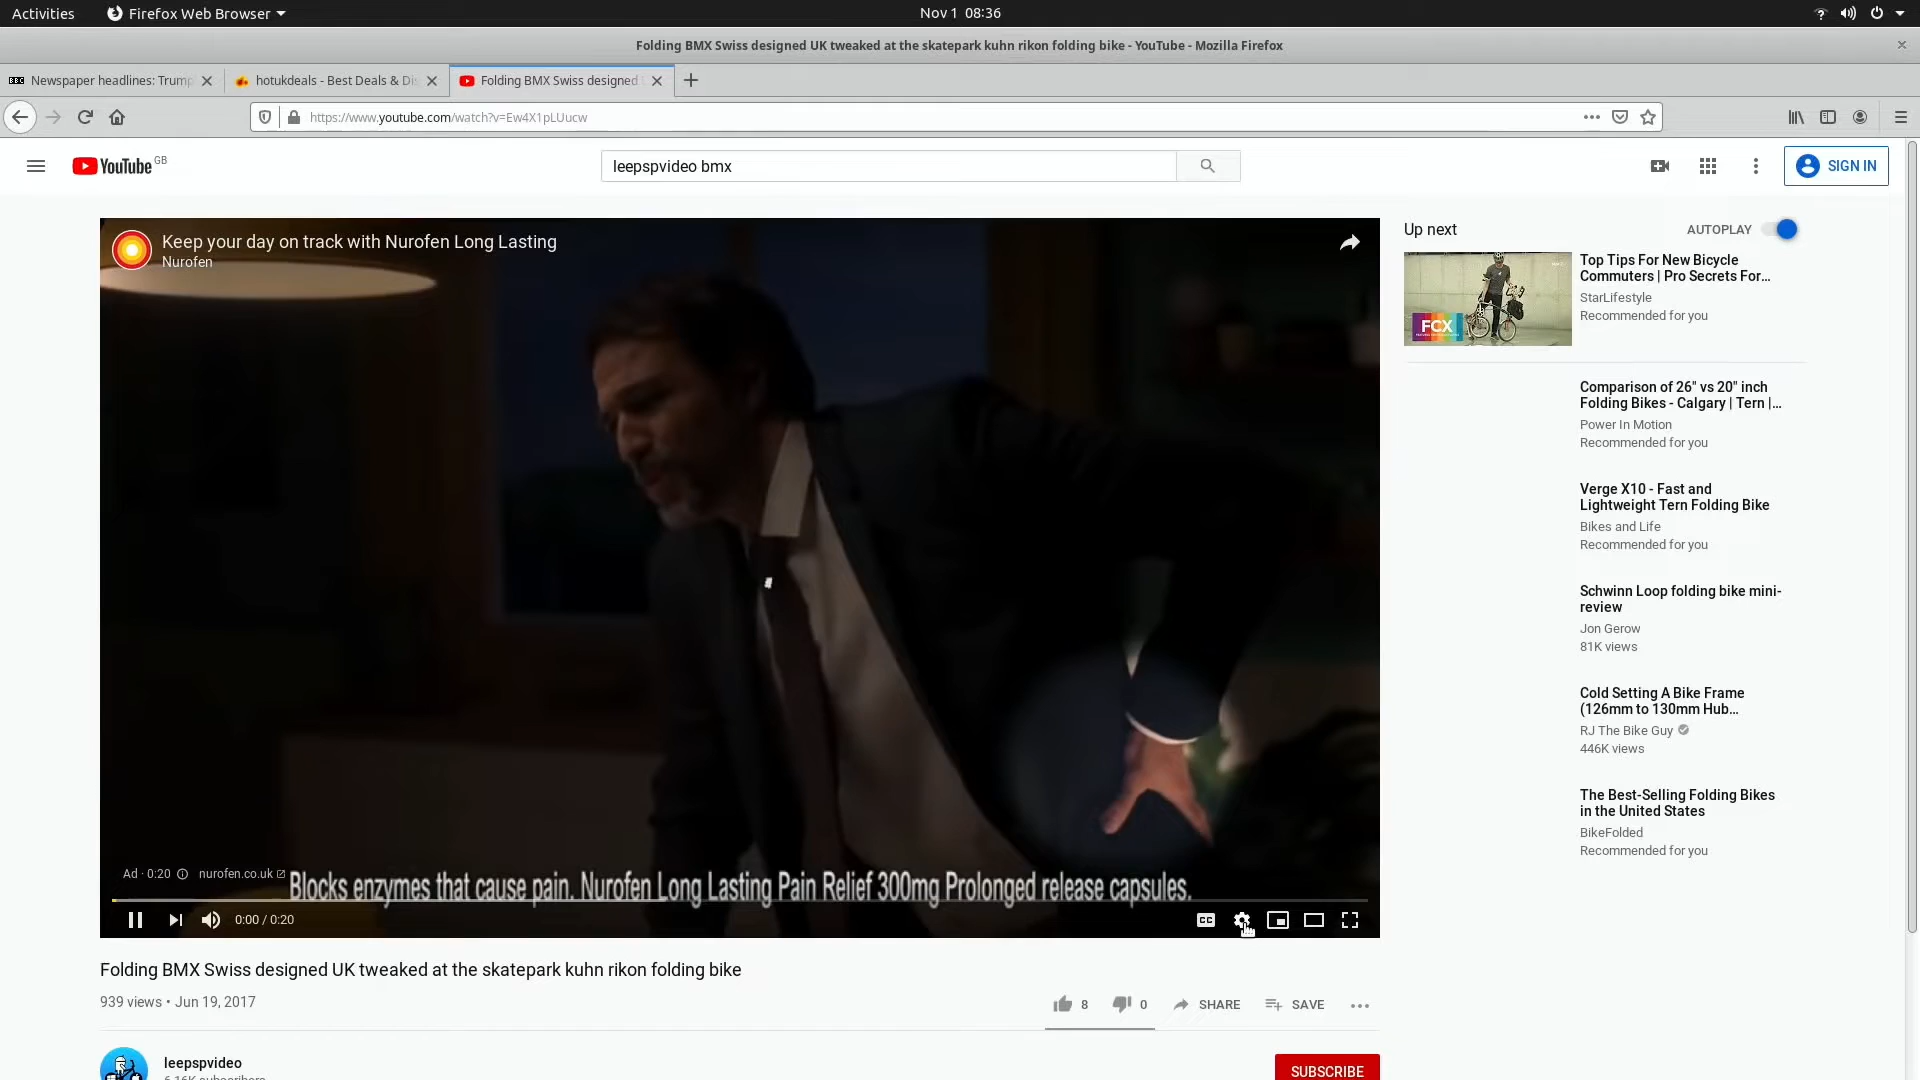 Activities
Firefox Web Browser
Nov 1 08:36
Folding BMX Swiss designed UK tweaked at the skatepark kuhn rikon folding bike - YouTube - Mozilla Firefox
BBC Newspaper headlines: Trump
hotukdeals - Best Deals & Dis
Folding BMX Swiss designed
https://www.youtube.com/watch?v=Ew4X1pLUucw
YouTube GB
leepspvideo bmx
SIGN IN
Keep your day on track with Nurofen Long Lasting
Nurofen
Ad · 0:20
nurofen.co.uk
Blocks enzymes that cause pain. Nurofen Long Lasting Pain Relief 300mg Prolonged release capsules.
0:00 / 0:20
CC
Folding BMX Swiss designed UK tweaked at the skatepark kuhn rikon folding bike
939 views • Jun 19, 2017
8
0
SHARE
SAVE
leepspvideo
6.16K subscribers
SUBSCRIBE
Up next
AUTOPLAY
FCX
Top Tips For New Bicycle
Commuters | Pro Secrets For...
StarLifestyle
Recommended for you
Comparison of 26" vs 20" inch
Folding Bikes - Calgary | Tern |...
Power In Motion
Recommended for you
Verge X10 - Fast and
Lightweight Tern Folding Bike
Bikes and Life
Recommended for you
Schwinn Loop folding bike mini-
review
Jon Gerow
81K views
Cold Setting A Bike Frame
(126mm to 130mm Hub...
RJ The Bike Guy
446K views
The Best-Selling Folding Bikes
in the United States
BikeFolded
Recommended for you